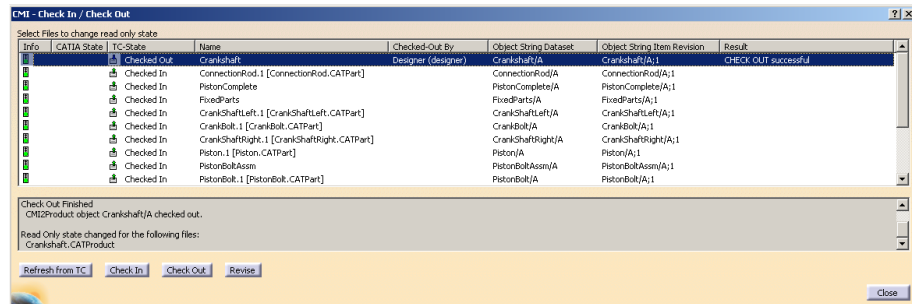 CMI - Check In / Check Out
Select Files to change read only state
Info CATIA State TC-State Name Checked-Out By Object String Dataset Object String Item Revision Result
Checked Out Crankshaft Designer (designer) Crankshaft/A Crankshaft/A;1 CHECK OUT successful
Checked In ConnectionRod.1 [ConnectionRod.CATPart] ConnectionRod/A ConnectionRod/A;1
Checked In PistonComplete PistonComplete/A PistonComplete/A;1
Checked In FixedParts FixedParts/A FixedParts/A;1
Checked In CrankShaftLeft.1 [CrankShaftLeft.CATPart] CrankShaftLeft/A CrankShaftLeft/A;1
Checked In CrankBolt.1 [CrankBolt.CATPart] CrankBolt/A CrankBolt/A;1
Checked In CrankShaftRight.1 [CrankShaftRight.CATPart] CrankShaftRight/A CrankShaftRight/A;1
Checked In Piston.1 [Piston.CATPart] Piston/A Piston/A;1
Checked In PistonBoltAssm PistonBoltAssm/A PistonBoltAssm/A;1
Checked In PistonBolt.1 [PistonBolt.CATPart] PistonBolt/A PistonBolt/A;1
Check Out Finished
CMI2Product object Crankshaft/A checked out.
Read Only state changed for the following files:
Crankshaft.CATProduct
Refresh from TC Check In Check Out Revise
Close